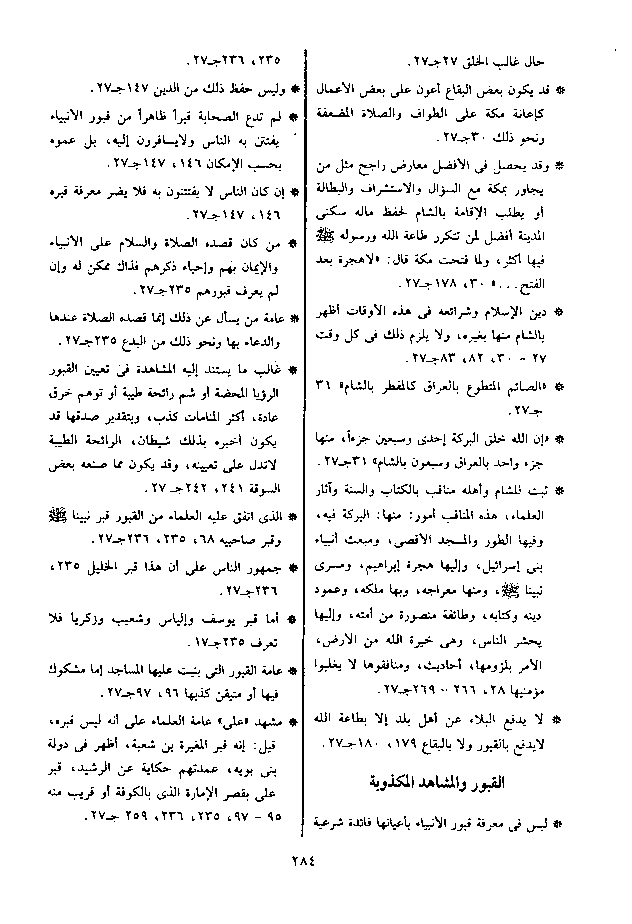 حال غالب الخلق ٢٧جـ٢٧.
* قد يكون بعض البقاع أعون على بعض الأعمال
كإعانة مكة على الطواف والصلاة المضعفة
ونحو ذلك ٣٠جـ٢٧.
* وقد يحصل فى الأفضل معارض راجح مثل من
يجاور بمكة مع السؤال والاستشراف والبطالة
أو يطلب الإقامة بالشام لحفظ ماله سكنى
المدينة أفضل لمن تتكرر طاعة الله ورسوله ﷺ
فيها أكثر، ولما فتحت مكة قال: «لاهجرة بعد
الفتح...» ٣٠، ١٧٨جـ٢٧.
* دين الإسلام وشرائعه فى هذه الأوقات أظهر
بالشام منها بغيره، ولا يلزم ذلك فى كل وقت
٢٧ - ٣٠، ٨٢، ٨٣جـ٢٧.
* «الصائم المتطوع بالعراق كالمفطر بالشام» ٣١
جـ٢٧.
* «إن الله خلق البركة إحدى وسبعين جزءاً، منها
جزء واحد بالعراق وسبعون بالشام» ٣١جـ٢٧.
* ثبت للشام وأهله مناقب بالكتاب والسنة وآثار
العلماء، هذه المناقب أمور: منها: البركة فيه،
وفيها الطور والمسجد الأقصى، ومبعث أنبياء
بنى إسرائيل، وإليها هجرة إبراهيم، ومسرى
نبينا ﷺ، ومنها معراجه، وبها ملكه، وعمود
دينه وكتابه، وطائفة منصورة من أمته، وإليها
يحشر الناس، وهى خيرة الله من الأرض،
الأمر بلزومها، أحاديث، ومنافقوها لا يغلبوا
مؤمنيها ٢٨، ٢٦٦ - ٢٦٩جـ٢٧.
* لا يدفع البلاء عن أهل بلد إلا بطاعة الله
لايدفع بالقبور ولا بالبقاع ١٧٩، ١٨٠جـ٢٧.
القبور والمشاهد المكذوبة
* ليس فى معرفة قبور الأنبياء بأعيانها فائدة شرعية
٢٣٥، ٢٣٦جـ٢٧.
* وليس حفظ ذلك من الدين ١٤٧جـ٢٧.
* لم تدع الصحابة قبراً ظاهراً من قبور الأنبياء
يفتتن به الناس ولايسافرون إليه، بل عموه
بحسب الإمكان ١٤٦، ١٤٧جـ٢٧.
* إن كان الناس لا يفتتنون به فلا يضر معرفة قبره
١٤٦، ١٤٧جـ٢٧.
* من كان قصده الصلاة والسلام على الأنبياء
والإيمان بهم وإحياء ذكرهم فذاك ممكن له وإن
لم يعرف قبورهم ٢٣٥جـ٢٧.
* عامة من يسأل عن ذلك إنما قصده الصلاة عندها
والدعاء بها ونحو ذلك من البدع ٢٣٥جـ٢٧.
* غالب ما يستند إليه المشاهدة فى تعيين القبور
الرؤيا المحضة أو شم رائحة طيبة أو توهم خرق
عادة، أكثر المنامات كذب، وبتقدير صدقها قد
يكون أخبره بذلك شيطان، الرائحة الطيبة
لاتدل على تعيينه، وقد يكون مما صنعه بعض
السوقة ٢٤١، ٢٤٢جـ٢٧.
* الذى اتفق عليه العلماء من القبور قبر نبينا ﷺ
وقبر صاحبيه ٦٨، ٢٣٥، ٢٣٦جـ٢٧.
* جمهور الناس على أن هذا قبر الخليل ٢٣٥،
٢٣٦جـ٢٧.
* أما قبر يوسف وإلياس وشعيب وزكريا فلا
تعرف ٢٣٥جـ١٧.
* عامة القبور التى بنيت عليها المساجد إما مشكوك
فيها أو متيقن كذبها ٩٦، ٩٧جـ٢٧.
* مشهد «على» عامة العلماء على أنه ليس قبره،
قيل: إنه قبر المغيرة بن شعبة، أظهر فى دولة
بنى بويه، عمدتهم حكاية عن الرشيد، قبر
على بقصر الإمارة الذى بالكوفة أو قريب منه
٩٥ - ٩٧، ٢٣٥، ٢٣٦، ٢٥٩جـ٢٧.
٢٨٤